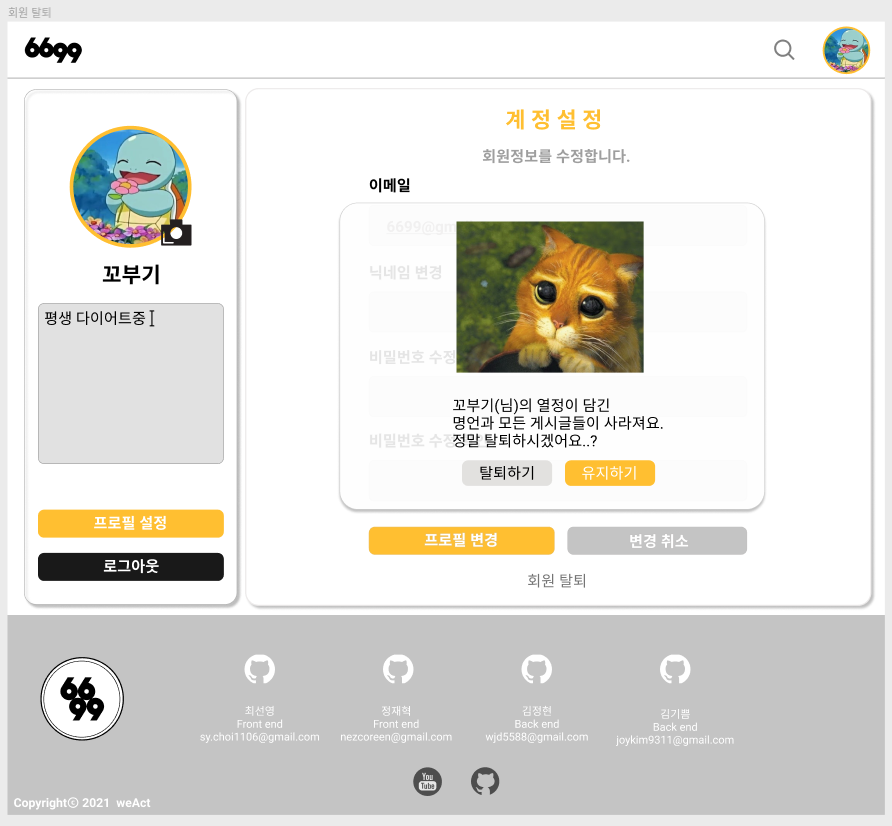 회원 탈퇴
6699
계정설정
회원정보를 수정합니다.
이메일
6699@gm
닉네임 변경
비밀번호 수정
비밀번호 수정
꼬부기(님)의 열정이 담긴
명언과 모든 게시글들이 사라져요.
정말 탈퇴하시겠어요..?
탈퇴하기
유지하기
프로필 변경
변경 취소
회원 탈퇴
꼬부기
평생 다이어트중
프로필 설정
로그아웃
66
99
최선영
Front end
sy.choi1106@gmail.com
정재혁
Front end
nezcoreen@gmail.com
김정현
Back end
wjd5588@gmail.com
김기쁨
Back end
joykim9311@gmail.com
You
Tube
Copyrightⓒ 2021 weAct